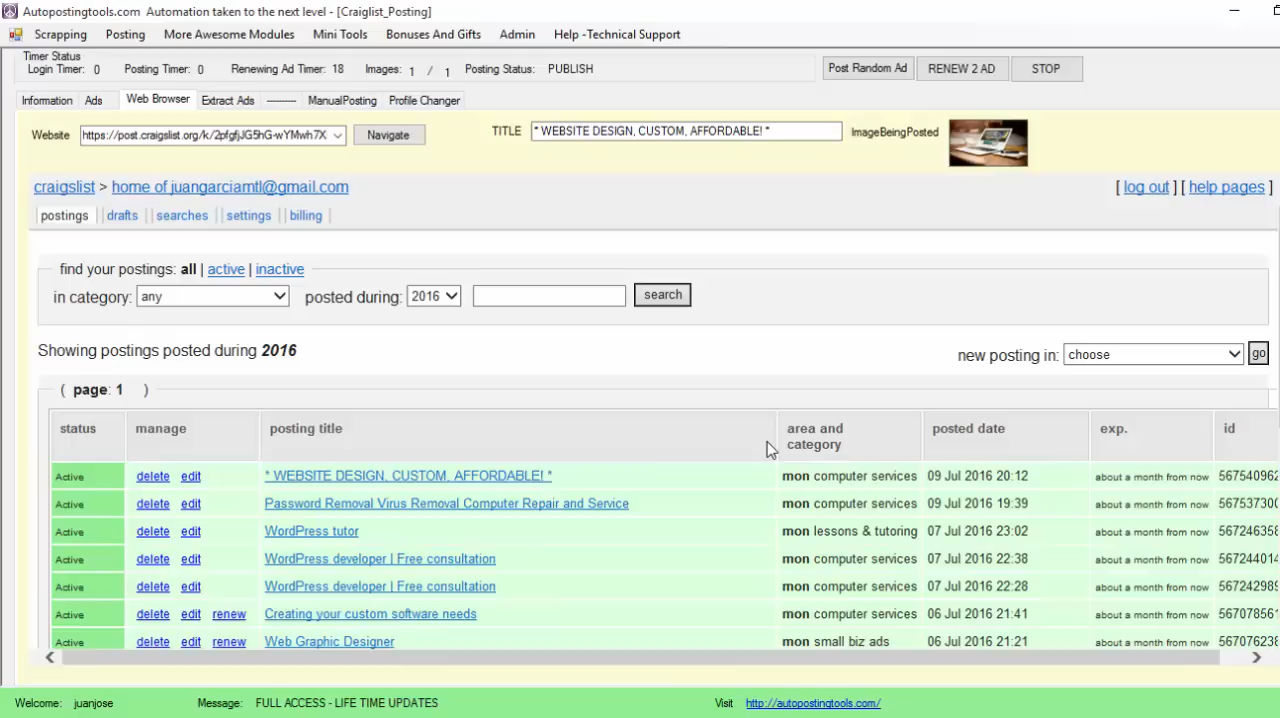 Autopostingtools.com Automation taken to the next level - [Craiglist_Posting]
Scrapping Posting More Awesome Modules Mini Tools Bonuses And Gifts Admin Help -Technical Support
Timer Status
Login Timer: 0 Posting Timer: 0 Renewing Ad Timer: 18 Images: 1 / 1 Posting Status: PUBLISH Post Random Ad RENEW 2 AD STOP
Information Ads Web Browser Extract Ads -------- ManualPosting Profile Changer
Website https://post.craigslist.org/k/2pfgfjJG5hG-wYMwh7X Navigate TITLE * WEBSITE DESIGN, CUSTOM, AFFORDABLE! * ImageBeingPosted
craigslist > home of juangarciamtl@gmail.com [ log out ] [ help pages ]
postings drafts searches settings billing
find your postings: all | active | inactive
in category: any posted during: 2016 search
Showing postings posted during 2016
new posting in: choose go
( page: 1 )
status manage posting title area and category posted date exp. id
Active delete edit * WEBSITE DESIGN, CUSTOM, AFFORDABLE! * mon computer services 09 Jul 2016 20:12 about a month from now 567540962
Active delete edit Password Removal Virus Removal Computer Repair and Service mon computer services 09 Jul 2016 19:39 about a month from now 567537300
Active delete edit WordPress tutor mon lessons & tutoring 07 Jul 2016 23:02 about a month from now 567246358
Active delete edit WordPress developer | Free consultation mon computer services 07 Jul 2016 22:38 about a month from now 567244014
Active delete edit WordPress developer | Free consultation mon computer services 07 Jul 2016 22:28 about a month from now 567242989
Active delete edit renew Creating your custom software needs mon computer services 06 Jul 2016 21:41 about a month from now 567078561
Active delete edit renew Web Graphic Designer mon small biz ads 06 Jul 2016 21:21 about a month from now 567076238
Welcome: juanjose Message: FULL ACCESS - LIFE TIME UPDATES Visit http://autopostingtools.com/